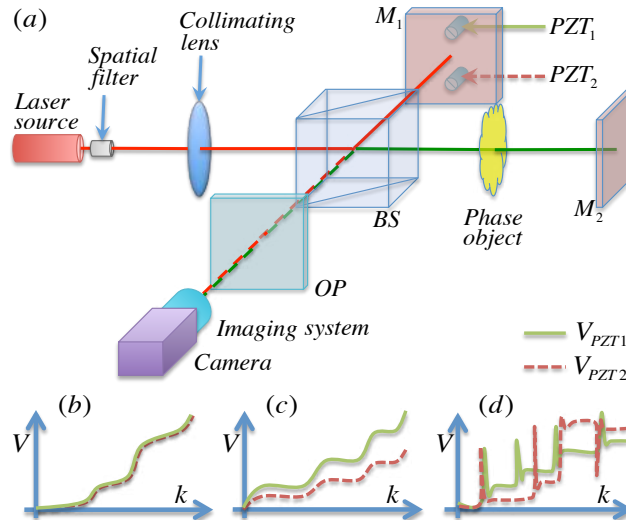 (a)
Collimating
lens
Spatial
filter
Laser
source
M1
PZT1
PZT2
BS
Phase
object
M2
OP
Imaging system
Camera
VPZT1
VPZT2
(b)
(c)
(d)
V
k
V
k
V
k